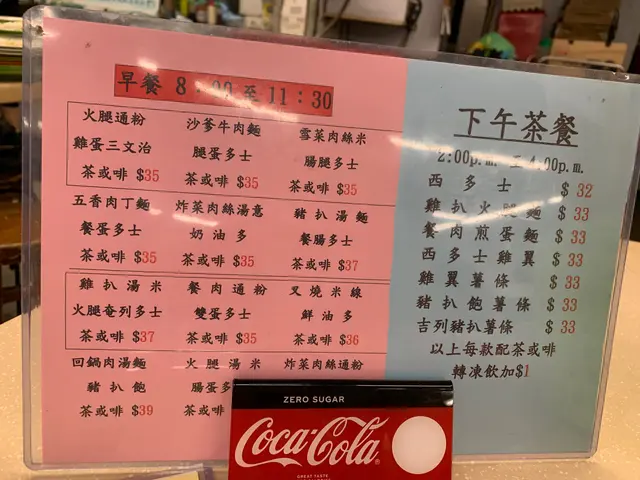 早餐 8：00 至 11：30
火腿通粉 沙爹牛肉麵 雪菜肉絲米
雞蛋三文治 腿蛋多士 腸腿多士
茶或啡 $35 茶或啡 $35 茶或啡 $35
五香肉丁麵 炸菜肉絲湯意 豬扒湯麵
餐蛋多士 奶油多 餐腸多士
茶或啡 $35 茶或啡 $35 茶或啡 $37
雞扒湯米 餐肉通粉 叉燒米線
火腿奄列多士 雙蛋多士 鮮油多
茶或啡 $37 茶或啡 $35 茶或啡 $36
回鍋肉湯麵 火腿湯米 炸菜肉絲通粉
豬扒飽 腸蛋多
茶或啡 $39 茶或啡
下午茶餐
2:00p.m. 至 4:00p.m.
西多士 $32
雞扒火腿麵 $33
餐肉煎蛋麵 $33
西多士雞翼 $33
雞翼薯條 $33
豬扒飽薯條 $33
吉列豬扒薯條 $33
以上每款配茶或啡
轉凍飲加$1
ZERO SUGAR
Coca-Cola
GREAT TASTE